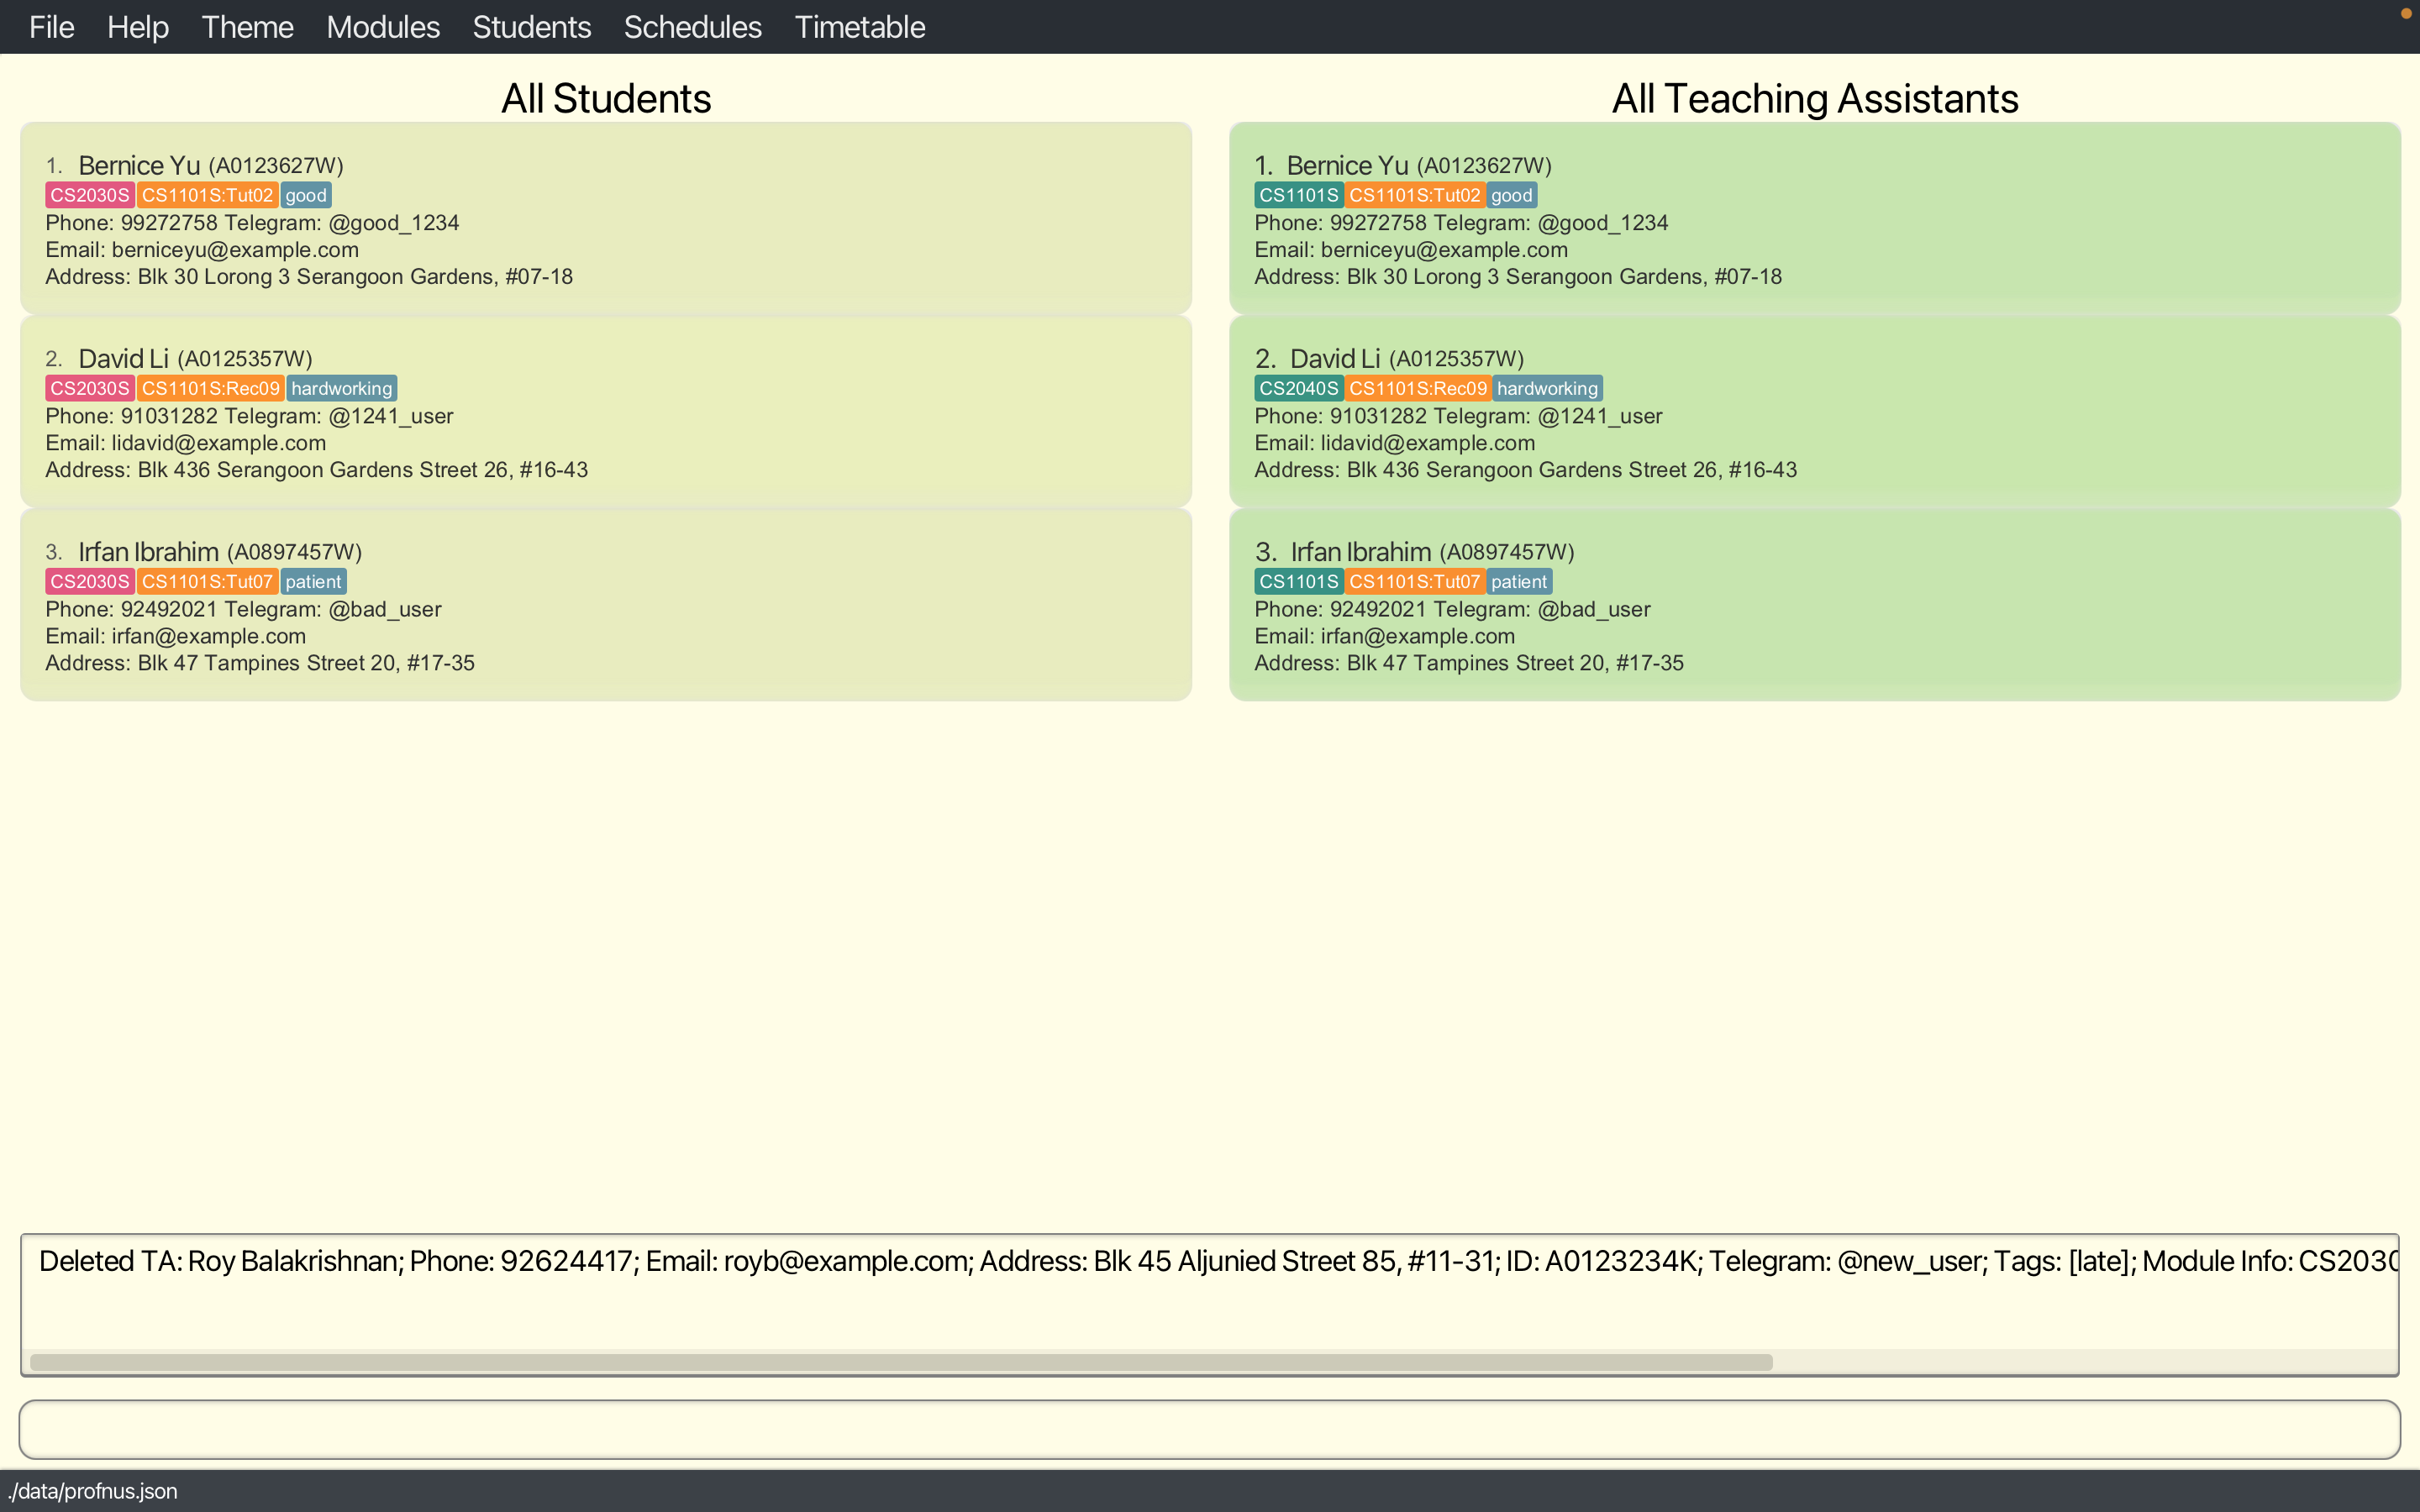 File Help Theme Modules Students Schedules Timetable
All Students
1. Bernice Yu (A0123627W)
CS2030S CS1101S:Tut02 good
Phone: 99272758 Telegram: @good_1234
Email: berniceyu@example.com
Address: Blk 30 Lorong 3 Serangoon Gardens, #07-18
2. David Li (A0125357W)
CS2030S CS1101S:Rec09 hardworking
Phone: 91031282 Telegram: @1241_user
Email: lidavid@example.com
Address: Blk 436 Serangoon Gardens Street 26, #16-43
3. Irfan Ibrahim (A0897457W)
CS2030S CS1101S:Tut07 patient
Phone: 92492021 Telegram: @bad_user
Email: irfan@example.com
Address: Blk 47 Tampines Street 20, #17-35
All Teaching Assistants
1. Bernice Yu (A0123627W)
CS1101S CS1101S:Tut02 good
Phone: 99272758 Telegram: @good_1234
Email: berniceyu@example.com
Address: Blk 30 Lorong 3 Serangoon Gardens, #07-18
2. David Li (A0125357W)
CS2040S CS1101S:Rec09 hardworking
Phone: 91031282 Telegram: @1241_user
Email: lidavid@example.com
Address: Blk 436 Serangoon Gardens Street 26, #16-43
3. Irfan Ibrahim (A0897457W)
CS1101S CS1101S:Tut07 patient
Phone: 92492021 Telegram: @bad_user
Email: irfan@example.com
Address: Blk 47 Tampines Street 20, #17-35
Deleted TA: Roy Balakrishnan; Phone: 92624417; Email: royb@example.com; Address: Blk 45 Aljunied Street 85, #11-31; ID: A0123234K; Telegram: @new_user; Tags: [late]; Module Info: CS2030
./data/profnus.json